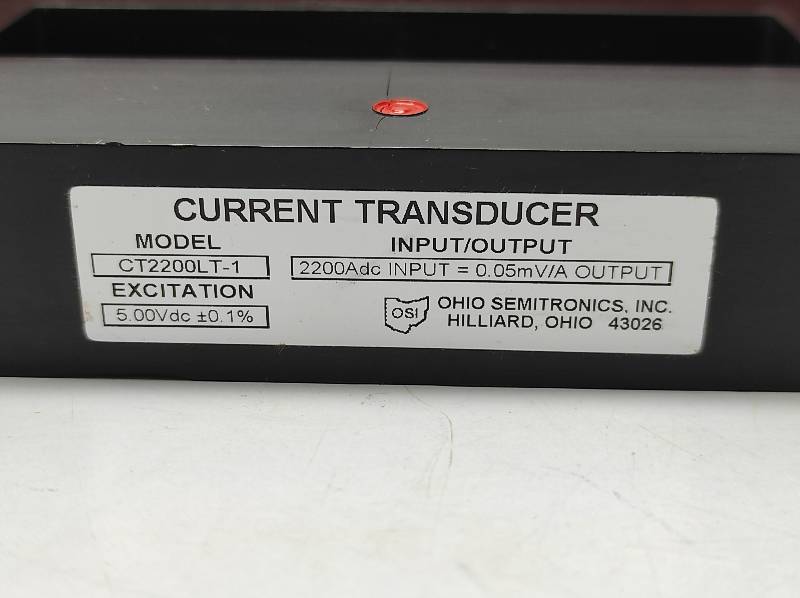 CURRENT TRANSDUCER
MODEL
CT2200LT-1
INPUT/OUTPUT
2200Adc INPUT = 0.05mV/A OUTPUT
EXCITATION
5.00Vdc ±0.1%
OSI
OHIO SEMITRONICS, INC.
HILLIARD, OHIO 43026